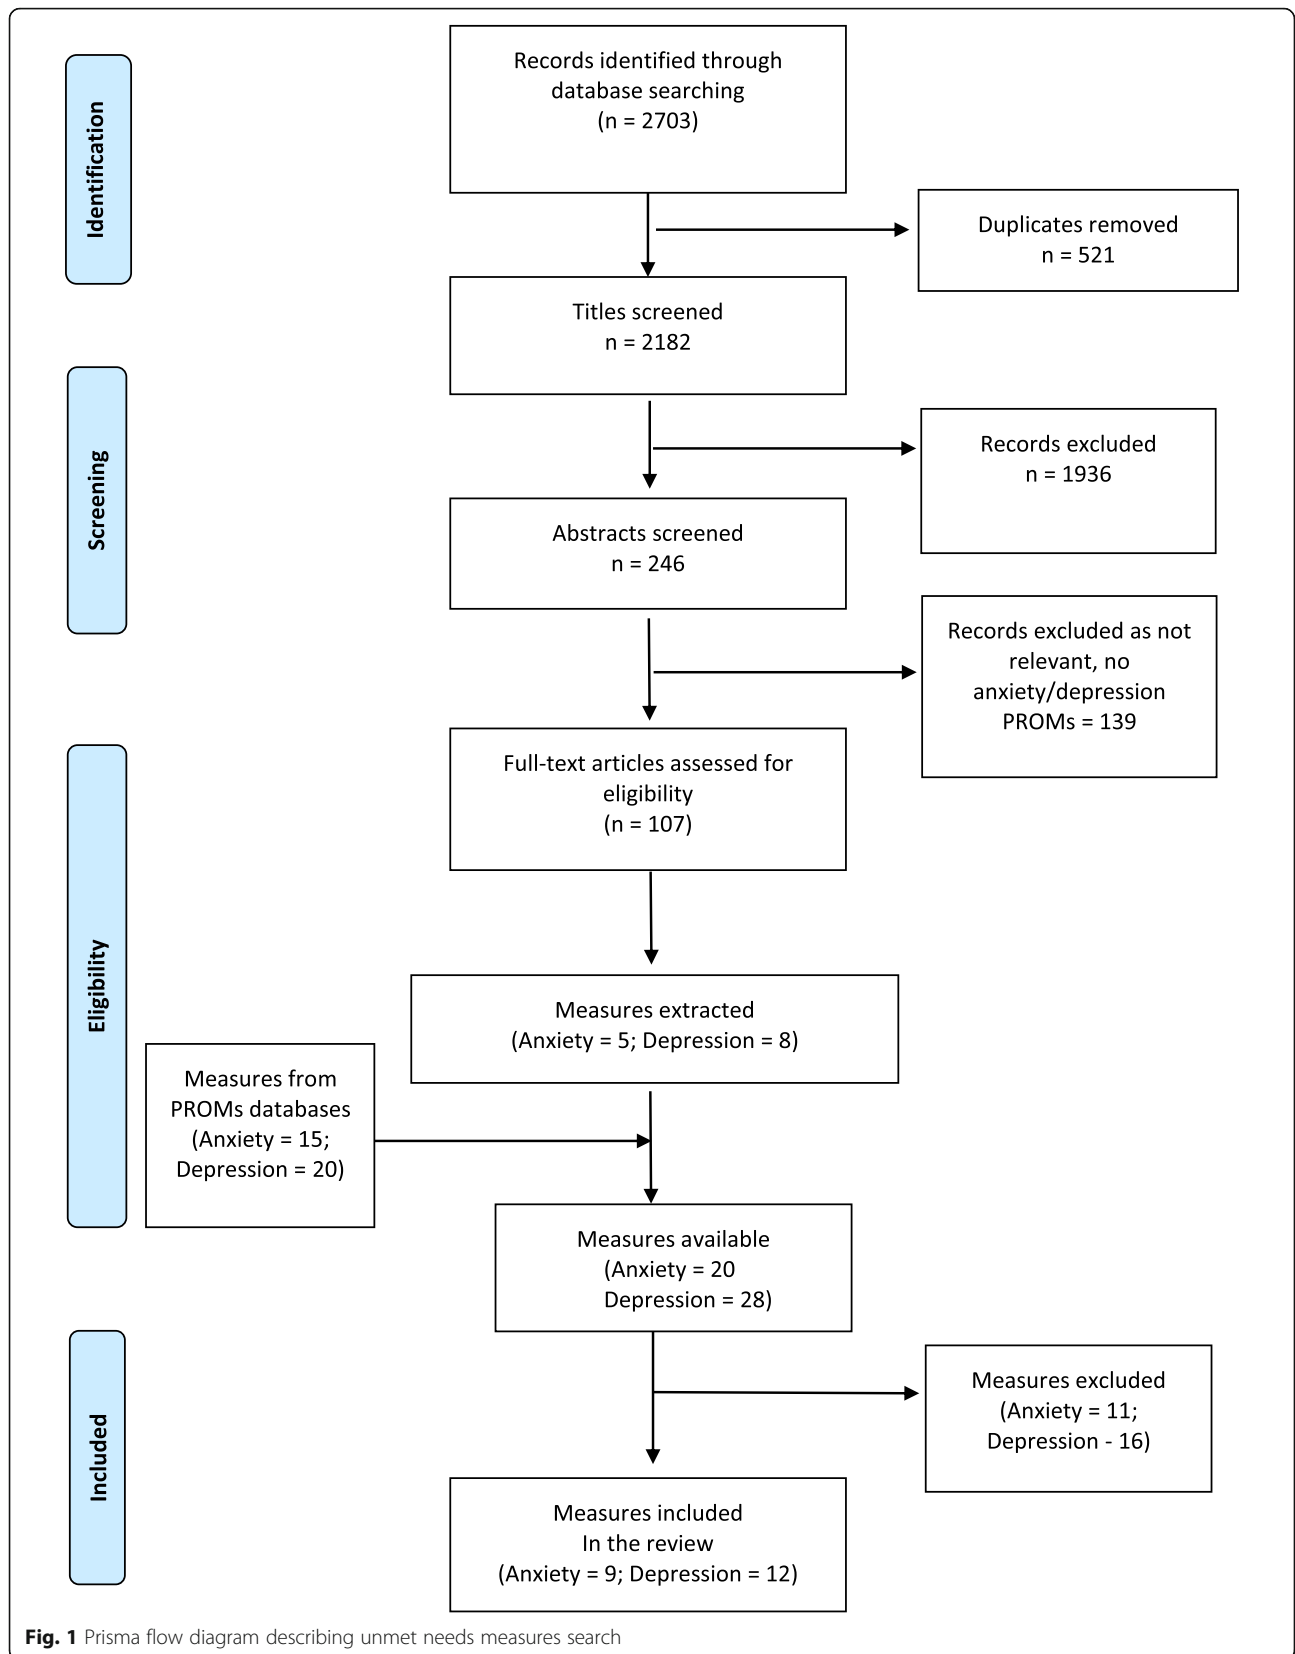 Identification
Records identified through
database searching
(n = 2703)
Duplicates removed
n = 521
Titles screened
n = 2182
Screening
Records excluded
n = 1936
Abstracts screened
n = 246
Records excluded as not
relevant, no
anxiety/depression
PROMs = 139
Eligibility
Full-text articles assessed for
eligibility
(n = 107)
Measures extracted
(Anxiety = 5; Depression = 8)
Measures from
PROMs databases
(Anxiety = 15;
Depression = 20)
Measures available
(Anxiety = 20
Depression = 28)
Included
Measures excluded
(Anxiety = 11;
Depression - 16)
Measures included
In the review
(Anxiety = 9; Depression = 12)
Fig. 1 Prisma flow diagram describing unmet needs measures search